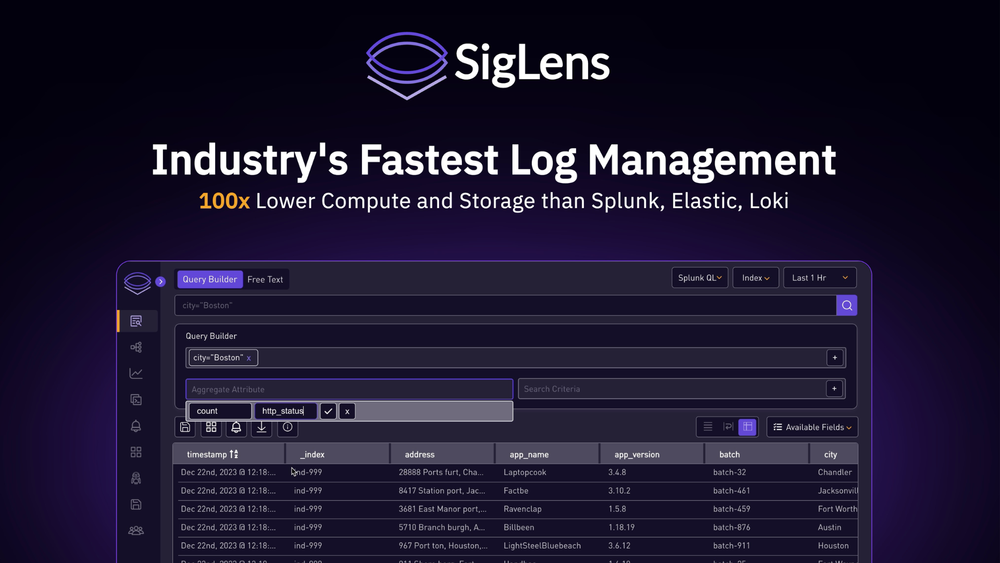 SigLens
Industry's Fastest Log Management
100x Lower Compute and Storage than Splunk, Elastic, Loki
Query Builder Free Text Splunk QL Index Last 1 Hr
city="Boston"
Query Builder
city="Boston" x +
Aggregate Attribute Search Criteria +
count http_status x
Available Fields
timestamp _index address app_name app_version batch city
Dec 22nd, 2023 @ 12:18:... ind-999 28888 Ports furt, Cha... Laptopcook 3.4.8 batch-32 Chandler
Dec 22nd, 2023 @ 12:18:... ind-999 8417 Station port, Jac... Factbe 3.10.2 batch-461 Jacksonvil
Dec 22nd, 2023 @ 12:18:... ind-999 3681 East Manor port,... Ravenclap 1.5.8 batch-459 Fort Worth
Dec 22nd, 2023 @ 12:18:... ind-999 5710 Branch burgh, A... Billbeen 1.18.19 batch-876 Austin
Dec 22nd, 2023 @ 12:18:... ind-999 967 Port ton, Houston,... LightSteelBluebeach 3.6.12 batch-911 Houston